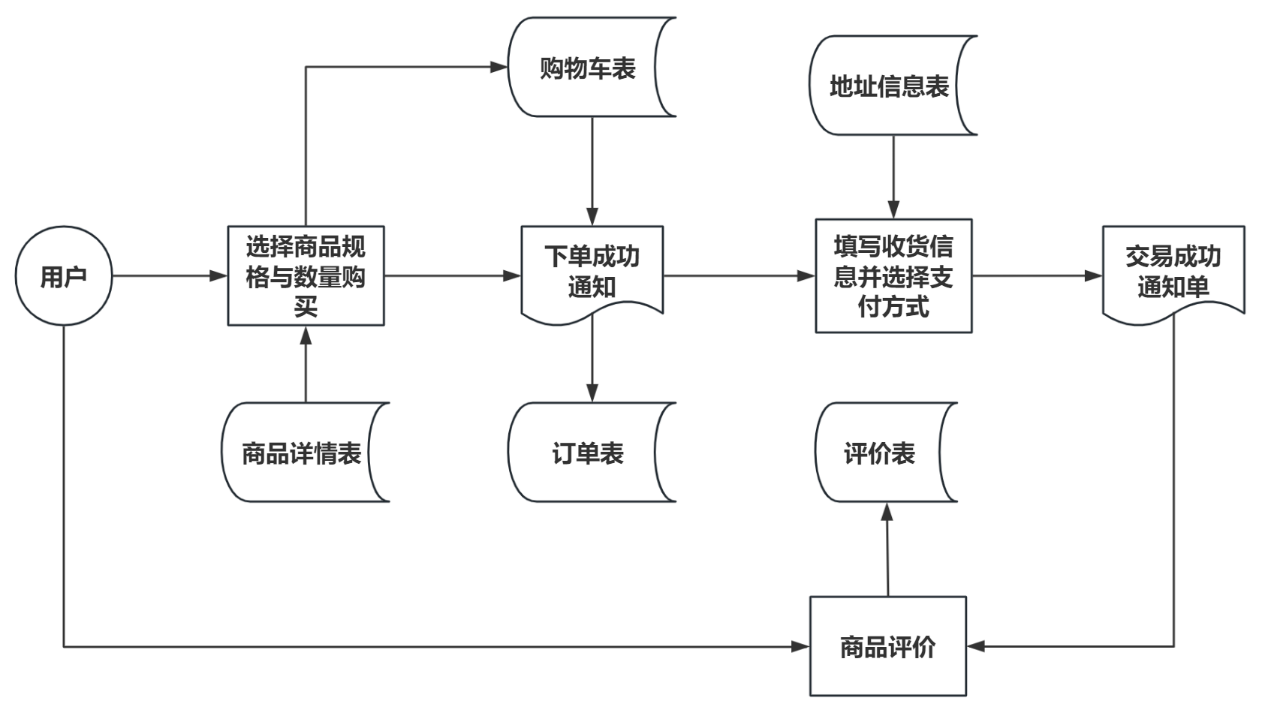 购物车表
地址信息表
用户
选择商品规
格与数量购
买
下单成功
通知
填写收货信
息并选择支
付方式
交易成功
通知单
商品详情表
订单表
评价表
商品评价